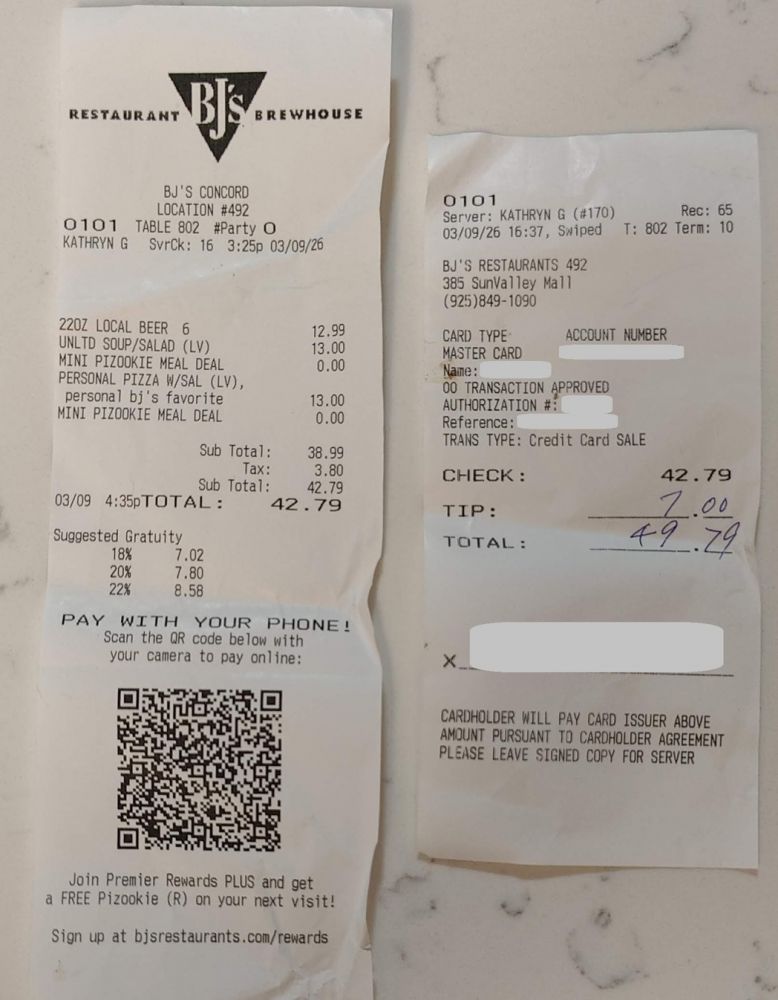 RESTAURANT BJ's BREWHOUSE
BJ'S CONCORD
LOCATION #492
0101 TABLE 802 #Party 0
KATHRYN G SvrCk: 16 3:25p 03/09/26
22OZ LOCAL BEER 6 12.99
UNLTD SOUP/SALAD (LV) 13.00
MINI PIZOOKIE MEAL DEAL 0.00
PERSONAL PIZZA W/SAL (LV),
personal bj's favorite 13.00
MINI PIZOOKIE MEAL DEAL 0.00
Sub Total: 38.99
Tax: 3.80
Sub Total: 42.79
03/09 4:35pTOTAL: 42.79
Suggested Gratuity
18% 7.02
20% 7.80
22% 8.58
PAY WITH YOUR PHONE!
Scan the QR code below with
your camera to pay online:
Join Premier Rewards PLUS and get
a FREE Pizookie (R) on your next visit!
Sign up at bjsrestaurants.com/rewards
0101
Server: KATHRYN G (#170) Rec: 65
03/09/26 16:37, Swiped T: 802 Term: 10
BJ'S RESTAURANTS 492
385 SunValley Mall
(925)849-1090
CARD TYPE ACCOUNT NUMBER
MASTER CARD
Name:
00 TRANSACTION APPROVED
AUTHORIZATION #:
Reference:
TRANS TYPE: Credit Card SALE
CHECK: 42.79
TIP: 7.00
TOTAL: 49.79
X
CARDHOLDER WILL PAY CARD ISSUER ABOVE
AMOUNT PURSUANT TO CARDHOLDER AGREEMENT
PLEASE LEAVE SIGNED COPY FOR SERVER